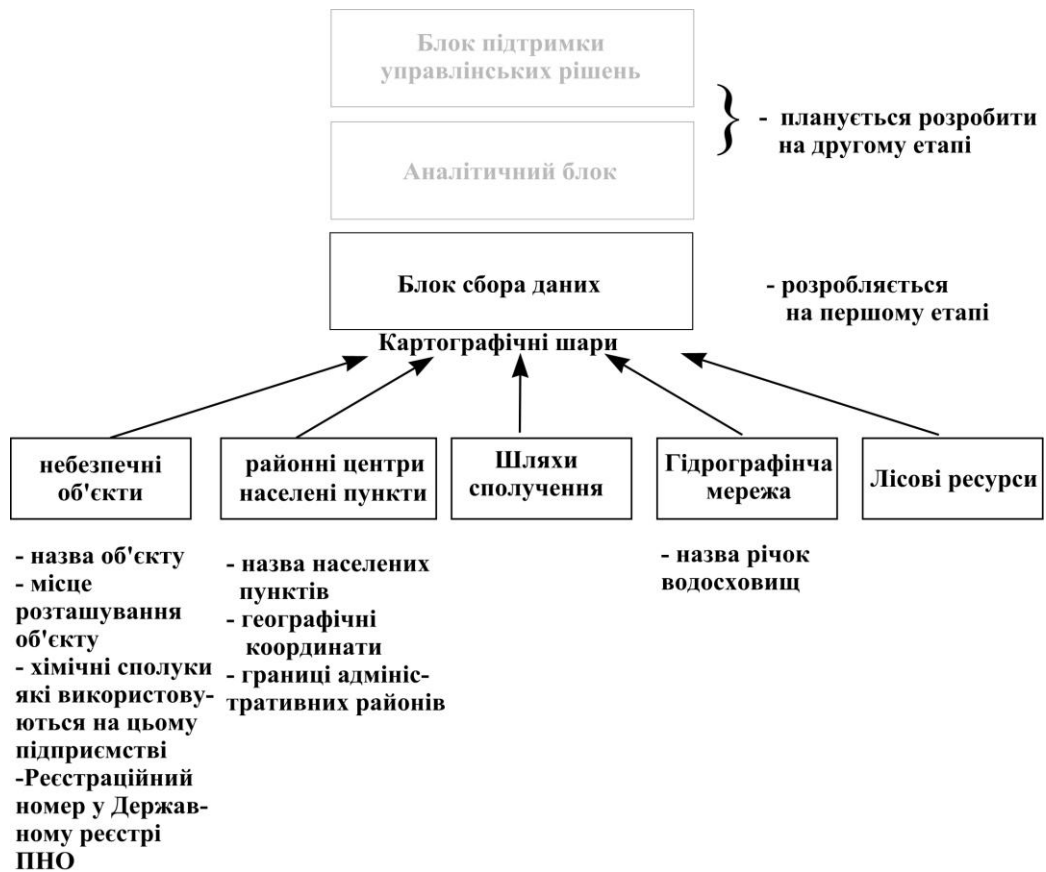 Блок підтримки
управлінських рішень
}
- планується розробити
на другому етапі
Аналітичний блок
Блок сбора даних
- розробляється
на першому етапі
Картографічні шари
небезпечні
об'єкти
районні центри
населені пункти
Шляхи
сполучення
Гідрографінча
мережа
Лісові ресурси
- назва об'єкту
- місце
розташування
об'єкту
- хімічні сполуки
які використову-
ються на цьому
підприємстві
-Реєстраційний
номер у Держав-
ному реєстрі
ПНО
- назва населених
пунктів
- географічні
координати
- границі адмініс-
тративних районів
- назва річок
водосховищ